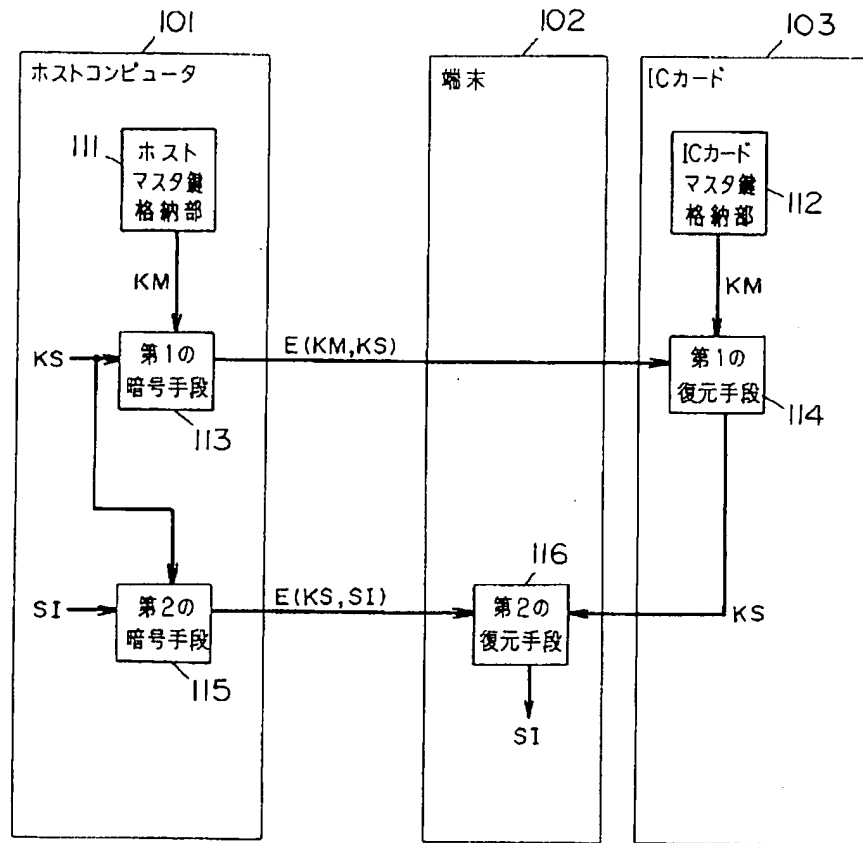 101
102
103
ホストコンピュータ
端末
ICカード
111
ホスト
マスタ鍵
格納部
ICカード
マスタ鍵
格納部
112
KM
KM
KS
第1の
暗号手段
113
E(KM,KS)
第1の
復元手段
114
SI
第2の
暗号手段
115
E(KS,SI)
116
第2の
復元手段
KS
SI